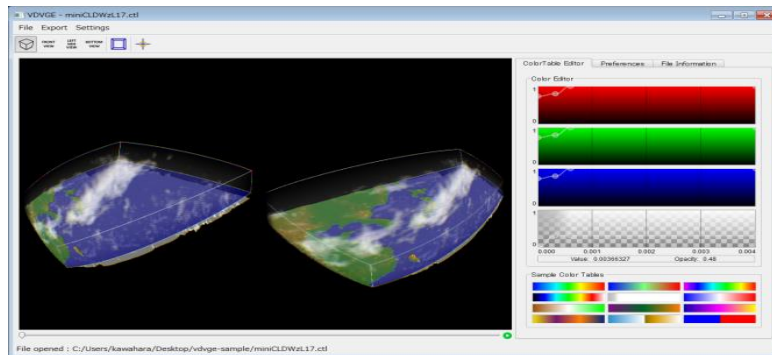 VDVGE - miniCLDWzL17.ctl
File Export Settings
FRONT VIEW LEFT SIDE VIEW BOTTOM VIEW
ColorTable Editor Preferences File Information
Color Editor
1
0
1
0
1
0
1
0
0.000 0.001 0.002 0.003 0.004
Value: 0.00366327 Opacity: 0.48
Sample Color Tables
File opened : C:/Users/kawahara/Desktop/vdvge-sample/miniCLDWzL17.ctl